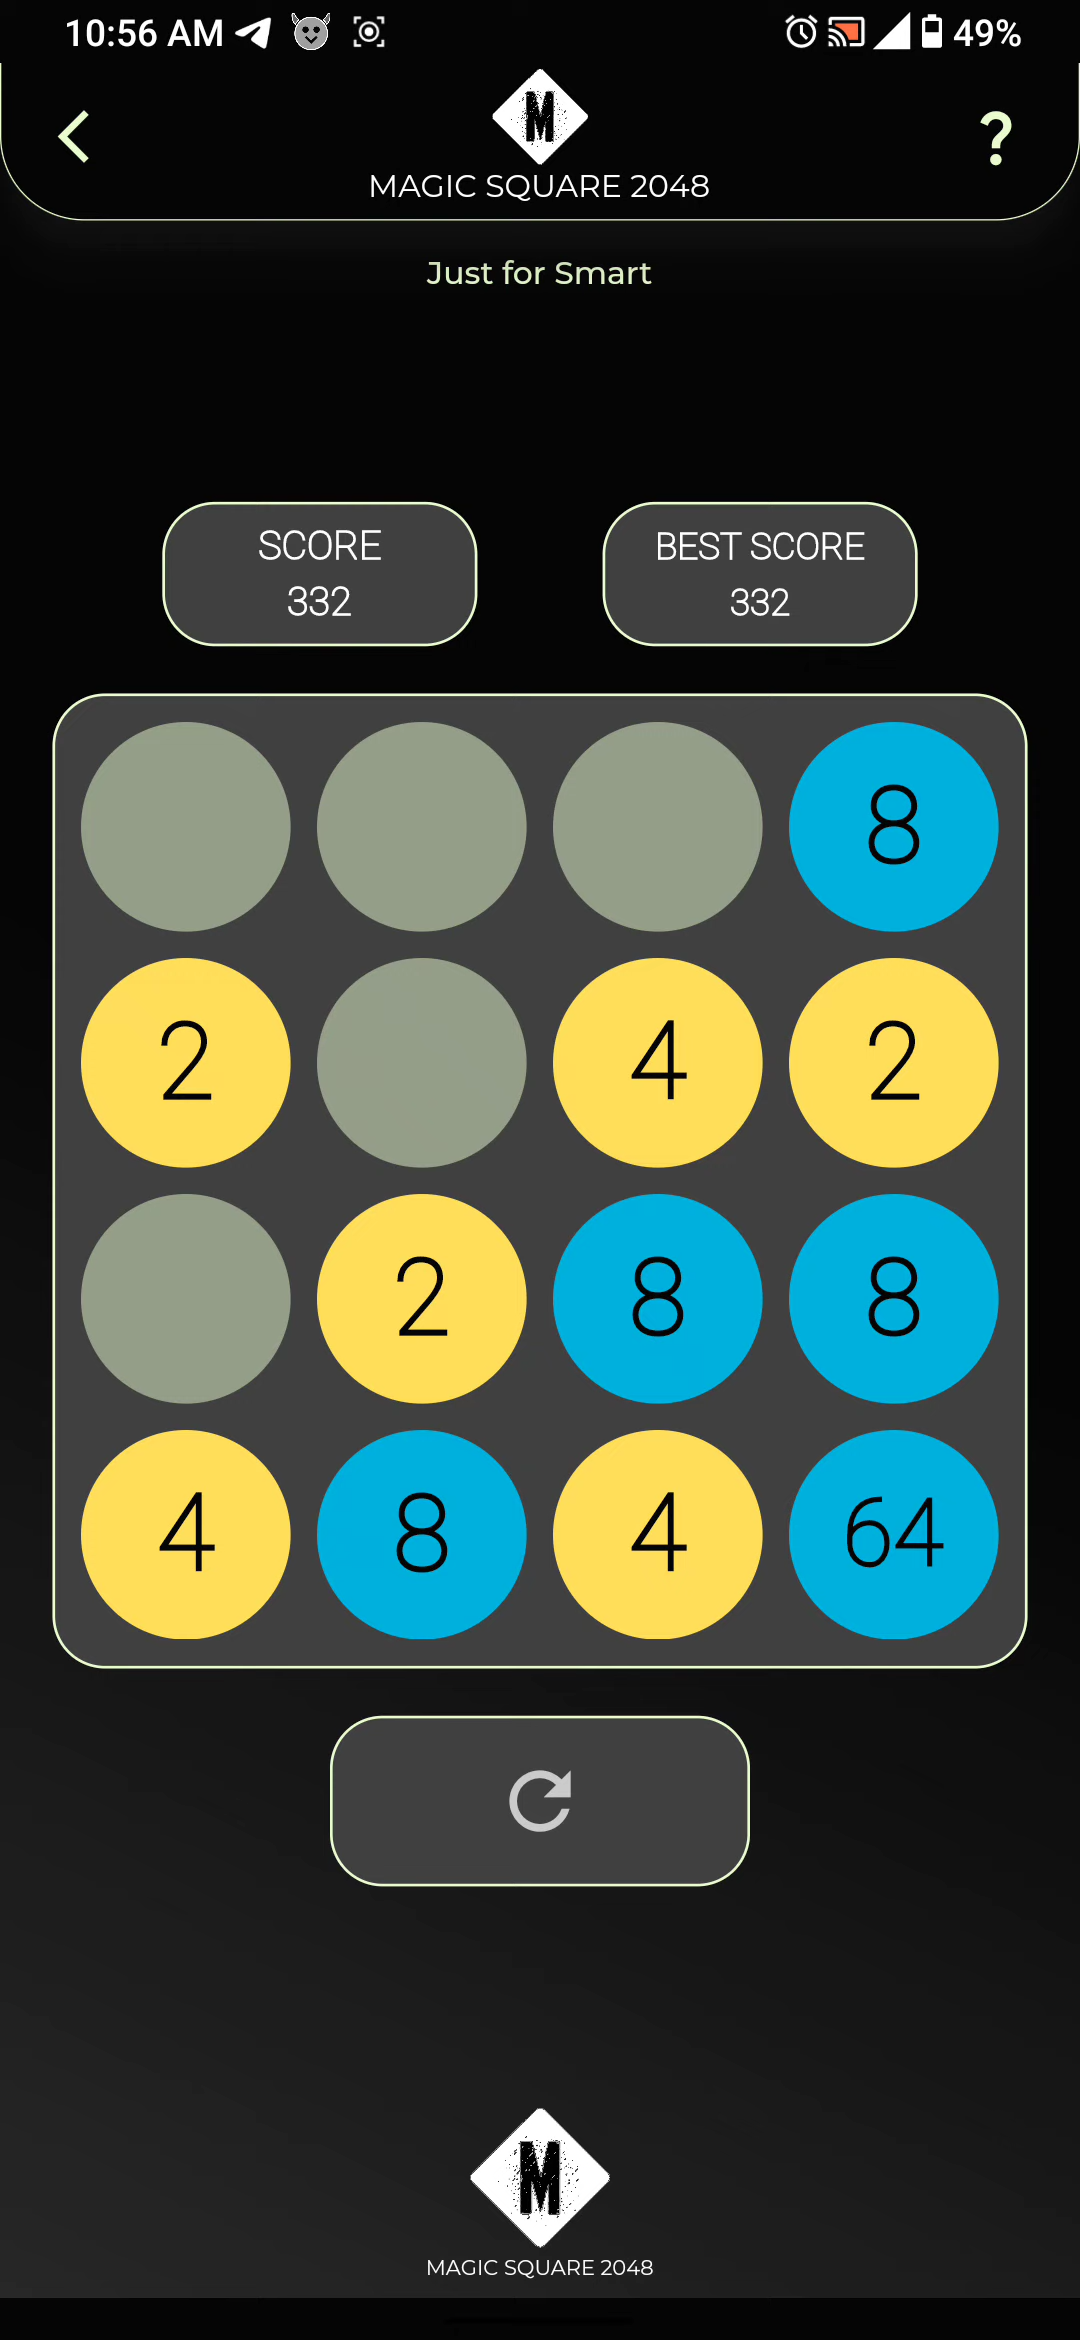 10:56 AM 49%
M
MAGIC SQUARE 2048
?
Just for Smart
SCORE BEST SCORE
332 332
8
2 4 2
2 8 8
4 8 4 64
M
MAGIC SQUARE 2048